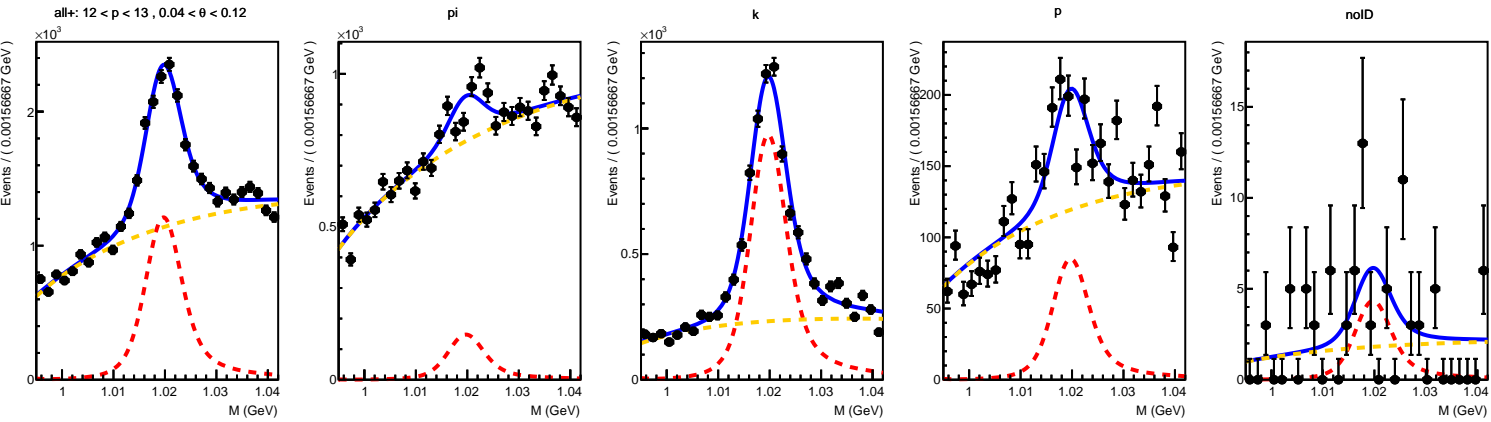 all+: 12 < p < 13 , 0.04 < θ < 0.12
×10³
Events / ( 0.00156667 GeV )
2
1
0
1 1.01 1.02 1.03 1.04
M (GeV)
pi
×10³
Events / ( 0.00156667 GeV )
1
0.5
0
1 1.01 1.02 1.03 1.04
M (GeV)
k
×10³
Events / ( 0.00156667 GeV )
1
0.5
0
1 1.01 1.02 1.03 1.04
M (GeV)
p
Events / ( 0.00156667 GeV )
200
150
100
50
0
1 1.01 1.02 1.03 1.04
M (GeV)
noID
Events / ( 0.00156667 GeV )
15
10
5
0
1 1.01 1.02 1.03 1.04
M (GeV)